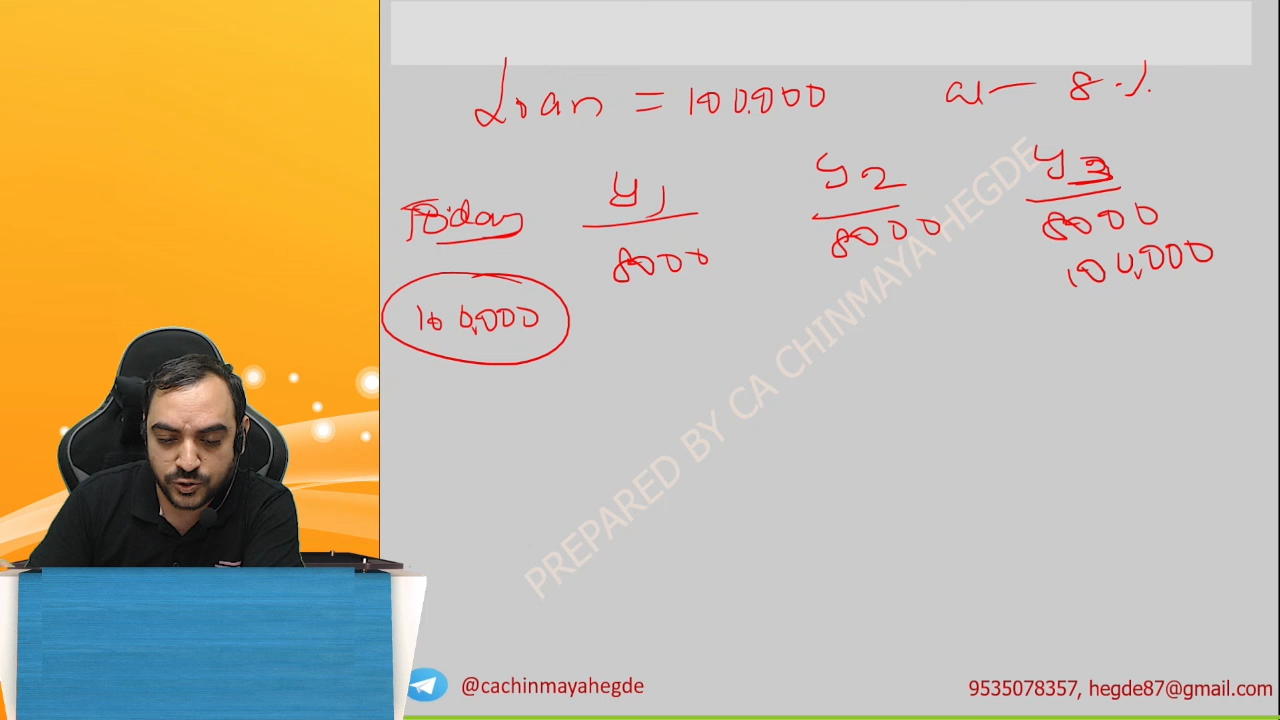 Loan = 100,000 at 8%
Today Y1 Y2 Y3
8000 8000 8000
100,000 100,000
PREPARED BY CA CHINMAYA HEGDE
@cachinmayahegde
9535078357, hegde87@gmail.com